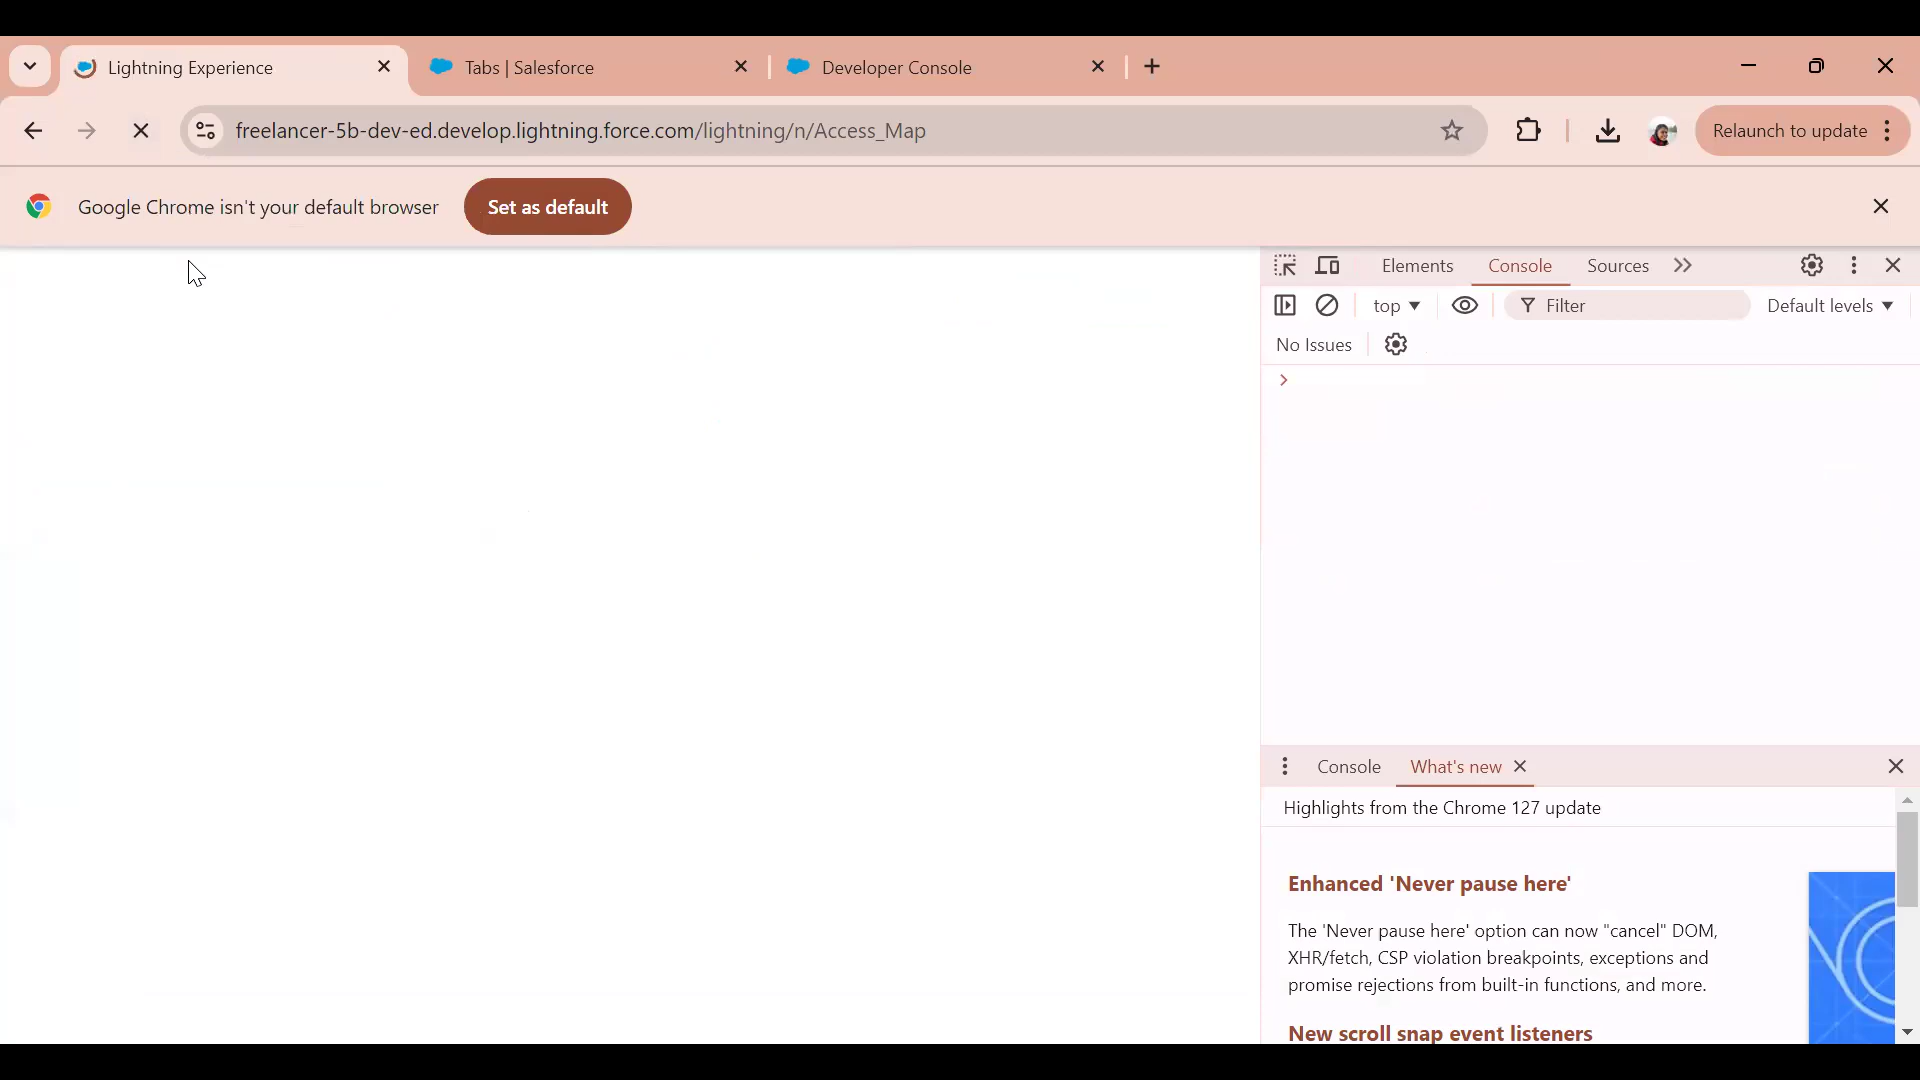 Lightning Experience
Tabs | Salesforce
Developer Console
freelancer-5b-dev-ed.develop.lightning.force.com/lightning/n/Access_Map
Relaunch to update
Google Chrome isn't your default browser
Set as default
Elements
Console
Sources
top
Filter
Default levels
No Issues
Console
What's new
Highlights from the Chrome 127 update
Enhanced 'Never pause here'
The 'Never pause here' option can now "cancel" DOM,
XHR/fetch, CSP violation breakpoints, exceptions and
promise rejections from built-in functions, and more.
New scroll snap event listeners